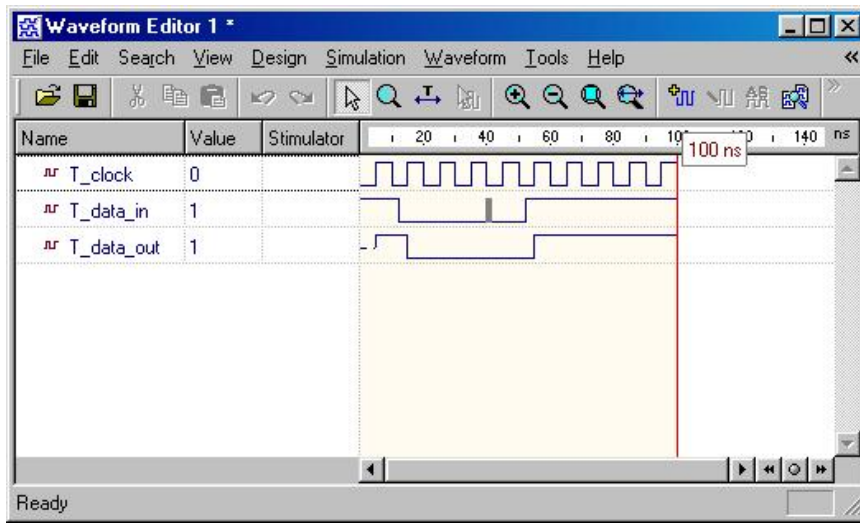 Waveform Editor 1 *
File Edit Search View Design Simulation Waveform Tools Help
Name Value Stimulator 20 40 60 80 140 ns
100 ns
T_clock 0
T_data_in 1
T_data_out 1
Ready